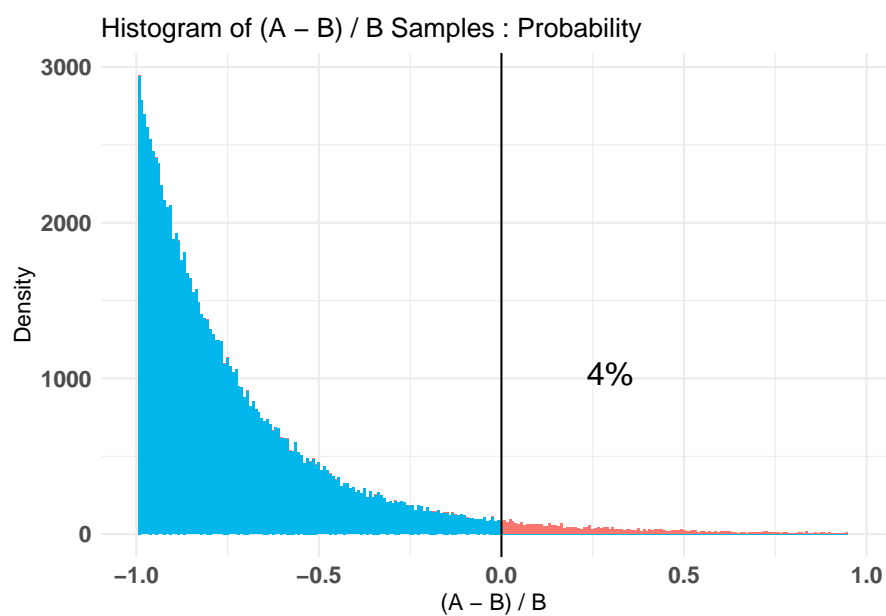 Histogram of (A − B) / B Samples : Probability
3000
2000
1000
0
Density
4%
−1.0 −0.5 0.0 0.5 1.0
(A − B) / B